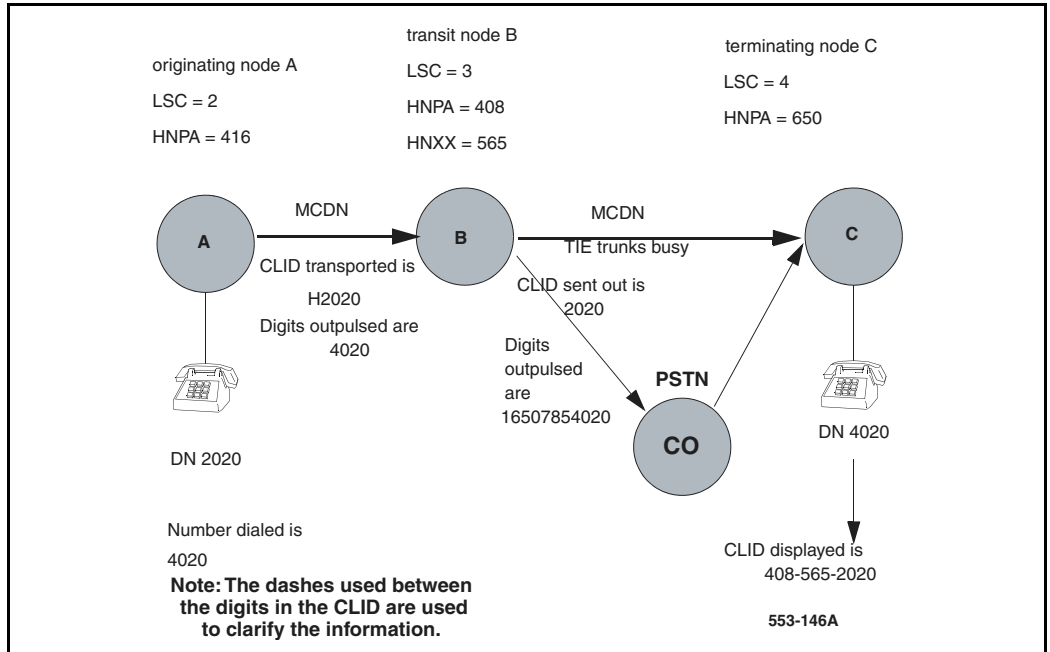 originating node A
LSC = 2
HNPA = 416
transit node B
LSC = 3
HNPA = 408
HNXX = 565
terminating node C
LSC = 4
HNPA = 650
A
MCDN
CLID transported is
H2020
Digits outpulsed are
4020
B
MCDN
TIE trunks busy
CLID sent out is
2020
Digits
outpulsed
are
16507854020
PSTN
CO
C
DN 2020
DN 4020
Number dialed is
4020
CLID displayed is
408-565-2020
Note: The dashes used between
the digits in the CLID are used
to clarify the information.
553-146A